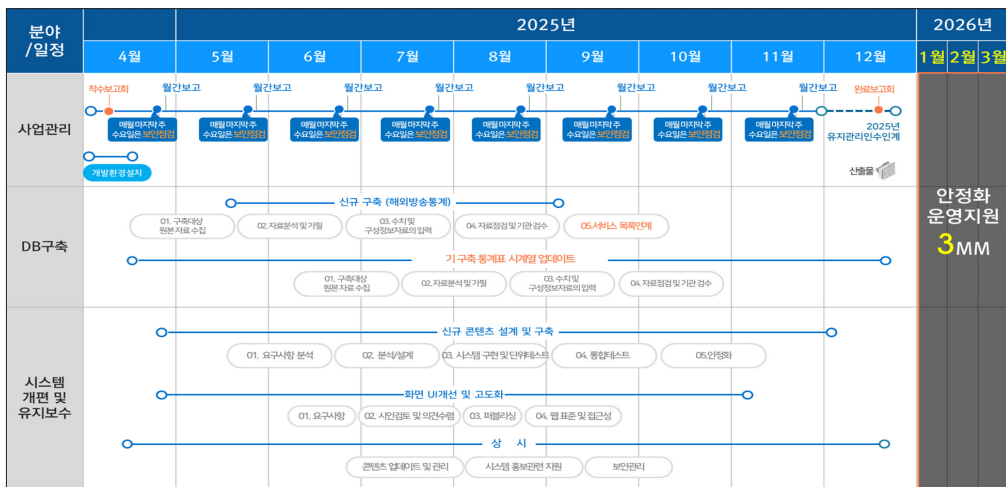 분야
/일정
2025년
2026년
4월 5월 6월 7월 8월 9월 10월 11월 12월 1월 2월 3월
사업관리
착수보고회 월간보고 월간보고 월간보고 월간보고 월간보고 월간보고 월간보고 월간보고 완료보고회
매월 마지막 주 매월 마지막 주 매월 마지막 주 매월 마지막 주 매월 마지막 주 매월 마지막 주 매월 마지막 주 매월 마지막 주
수요일은 보안점검 수요일은 보안점검 수요일은 보안점검 수요일은 보안점검 수요일은 보안점검 수요일은 보안점검 수요일은 보안점검 수요일은 보안점검
2025년
유지관리인수인계
개발환경설치
산출물
DB구축
신규 구축 (해외방송통계)
01. 구축대상
원본자료 수집
02. 자료분석 및 가필
03. 수치 및
구성정보자료의 입력
04. 자료점검 및 기관 검수
05. 서비스 목록연계
기 구축 통계표 시계열 업데이트
01. 구축대상
원본자료 수집
02. 자료분석 및 가필
03. 수치 및
구성정보자료의 입력
04. 자료점검 및 기관 검수
시스템
개편 및
유지보수
신규 콘텐츠 설계 및 구축
01. 요구사항 분석
02. 분석/설계
03. 시스템 구현 및 단위테스트
04. 통합테스트
05. 안정화
화면 UI개선 및 고도화
01. 요구사항
02. 시안검토 및 의견수렴
03. 퍼블리싱
04. 웹 표준 및 접근성
상 시
콘텐츠 업데이트 및 관리
시스템 홍보관련 지원
보안관리
안정화
운영지원
3MM